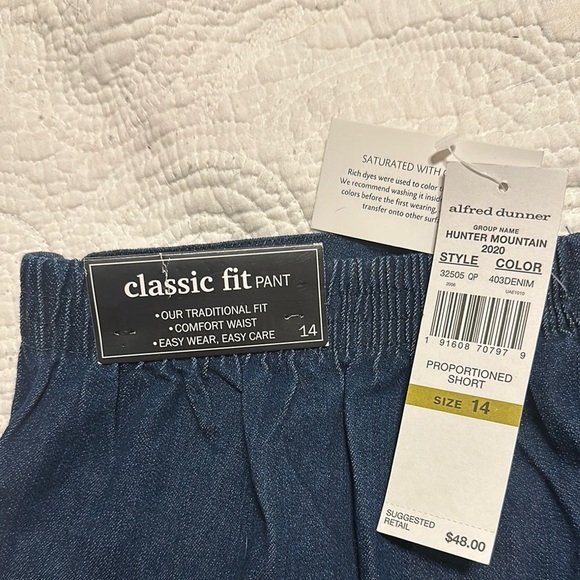 SATURATED WITH
Rich dyes were used to color
We recommend washing it
colors before the first wearing,
transfer onto other
alfred dunner
GROUP NAME
HUNTER MOUNTAIN
2020
STYLE COLOR
32505 QP 403DENIM
2006 UAE1019
1 91608 70797 9
PROPORTIONED
SHORT
SIZE 14
SUGGESTED
RETAIL
$48.00
classic fit PANT
•OUR TRADITIONAL FIT
•COMFORT WAIST
•EASY WEAR, EASY CARE
14